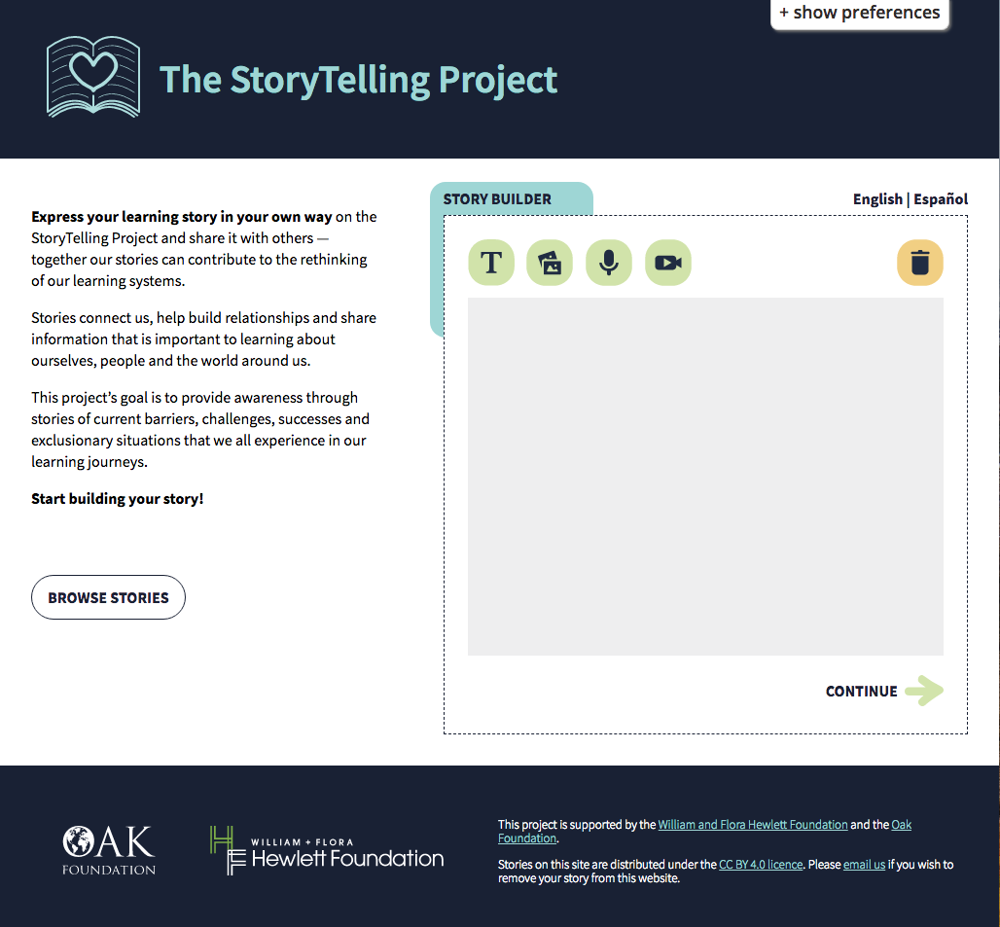 + show preferences
The StoryTelling Project
Express your learning story in your own way on the
StoryTelling Project and share it with others —
together our stories can contribute to the rethinking
of our learning systems.
Stories connect us, help build relationships and share
information that is important to learning about
ourselves, people and the world around us.
This project’s goal is to provide awareness through
stories of current barriers, challenges, successes and
exclusionary situations that we all experience in our
learning journeys.
Start building your story!
BROWSE STORIES
STORY BUILDER
English | Español
T
CONTINUE
OAK
FOUNDATION
WILLIAM + FLORA
Hewlett Foundation
This project is supported by the William and Flora Hewlett Foundation and the Oak
Foundation.
Stories on this site are distributed under the CC BY 4.0 licence. Please email us if you wish to
remove your story from this website.